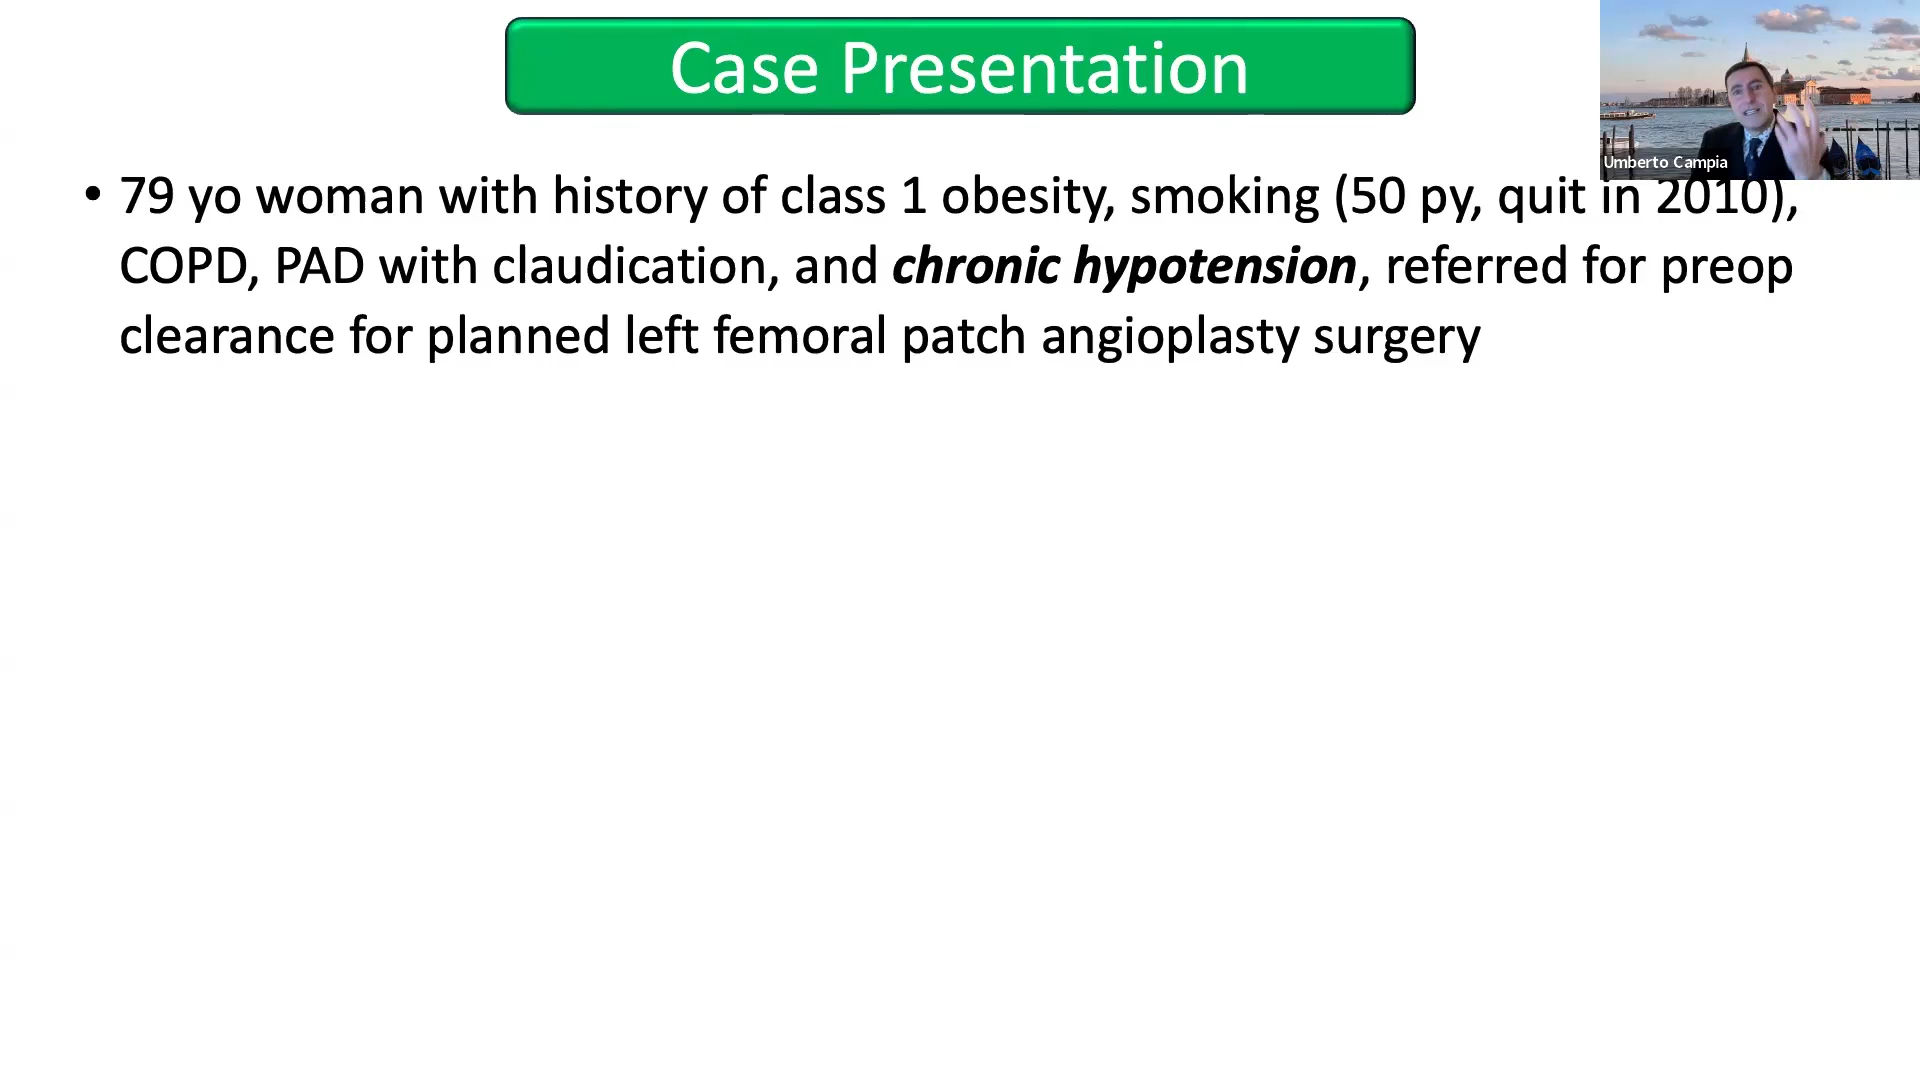 Case Presentation
Umberto Campia
• 79 yo woman with history of class 1 obesity, smoking (50 py, quit in 2010),
COPD, PAD with claudication, and chronic hypotension, referred for preop
clearance for planned left femoral patch angioplasty surgery